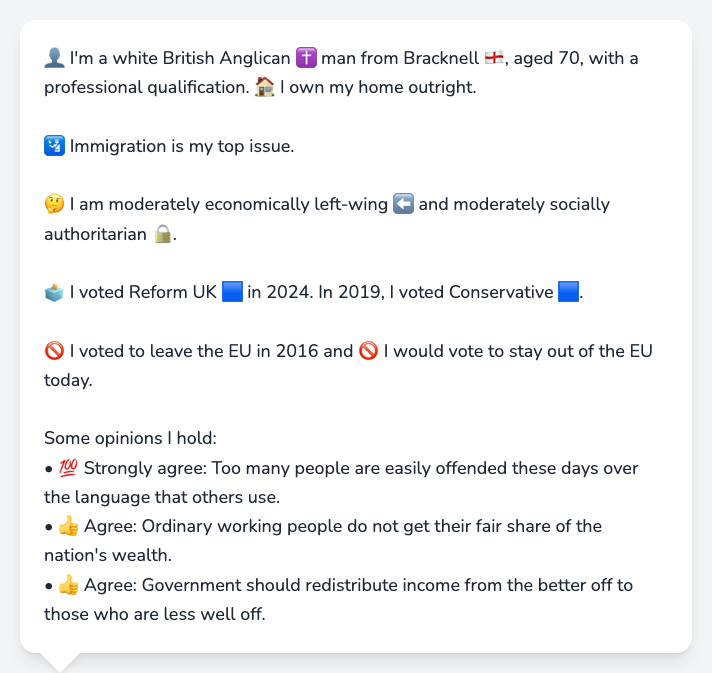 👤 I'm a white British Anglican ✝️ man from Bracknell 🏴󠁧󠁢󠁥󠁮󠁧󠁿, aged 70, with a
professional qualification. 🏠 I own my home outright.
🛂 Immigration is my top issue.
🤔 I am moderately economically left-wing ⬅️ and moderately socially
authoritarian 🔒.
🗳️ I voted Reform UK 🟦 in 2024. In 2019, I voted Conservative 🟦.
🚫 I voted to leave the EU in 2016 and 🚫 I would vote to stay out of the EU
today.
Some opinions I hold:
• 💯 Strongly agree: Too many people are easily offended these days over
the language that others use.
• 👍 Agree: Ordinary working people do not get their fair share of the
nation's wealth.
• 👍 Agree: Government should redistribute income from the better off to
those who are less well off.